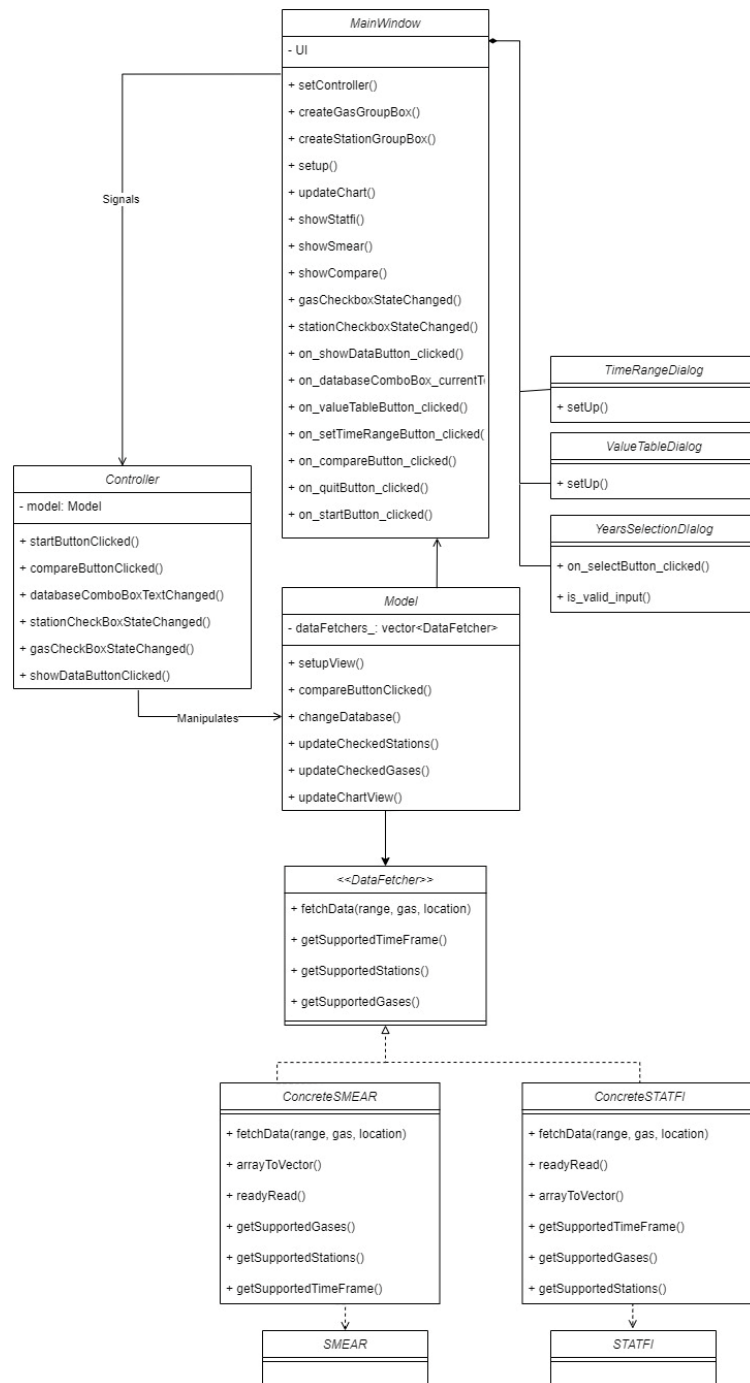 MainWindow
- UI
+ setController()
+ createGasGroupBox()
+ createStationGroupBox()
+ setup()
+ updateChart()
+ showStatfi()
+ showSmear()
+ showCompare()
+ gasCheckboxStateChanged()
+ stationCheckboxStateChanged()
+ on_showDataButton_clicked()
+ on_databaseComboBox_currentT
+ on_valueTableButton_clicked()
+ on_setTimeRangeButton_clicked(
+ on_compareButton_clicked()
+ on_quitButton_clicked()
+ on_startButton_clicked()
Signals
TimeRangeDialog
+ setUp()
ValueTableDialog
+ setUp()
YearsSelectionDIalog
+ on_selectButton_clicked()
+ is_valid_input()
Controller
- model: Model
+ startButtonClicked()
+ compareButtonClicked()
+ databaseComboBoxTextChanged()
+ stationCheckBoxStateChanged()
+ gasCheckBoxStateChanged()
+ showDataButtonClicked()
Manipulates
Model
- dataFetchers_: vector<DataFetcher>
+ setupView()
+ compareButtonClicked()
+ changeDatabase()
+ updateCheckedStations()
+ updateCheckedGases()
+ updateChartView()
<<DataFetcher>>
+ fetchData(range, gas, location)
+ getSupportedTimeFrame()
+ getSupportedStations()
+ getSupportedGases()
ConcreteSMEAR
+ fetchData(range, gas, location)
+ arrayToVector()
+ readyRead()
+ getSupportedGases()
+ getSupportedStations()
+ getSupportedTimeFrame()
ConcreteSTATFI
+ fetchData(range, gas, location)
+ readyRead()
+ arrayToVector()
+ getSupportedTimeFrame()
+ getSupportedGases()
+ getSupportedStations()
SMEAR
STATFI